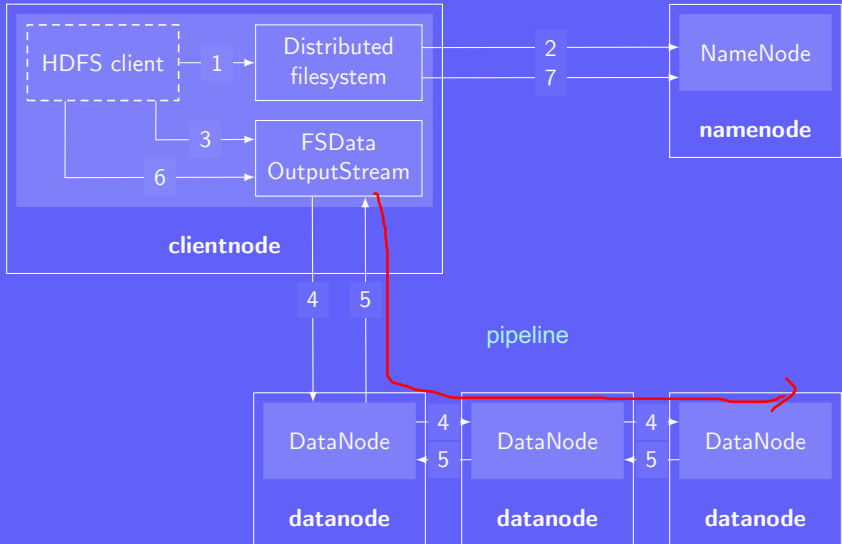 HDFS client
1
Distributed
filesystem
2
7
NameNode
namenode
3
6
FSData
OutputStream
clientnode
4
5
pipeline
DataNode
4
5
DataNode
4
5
DataNode
datanode
datanode
datanode